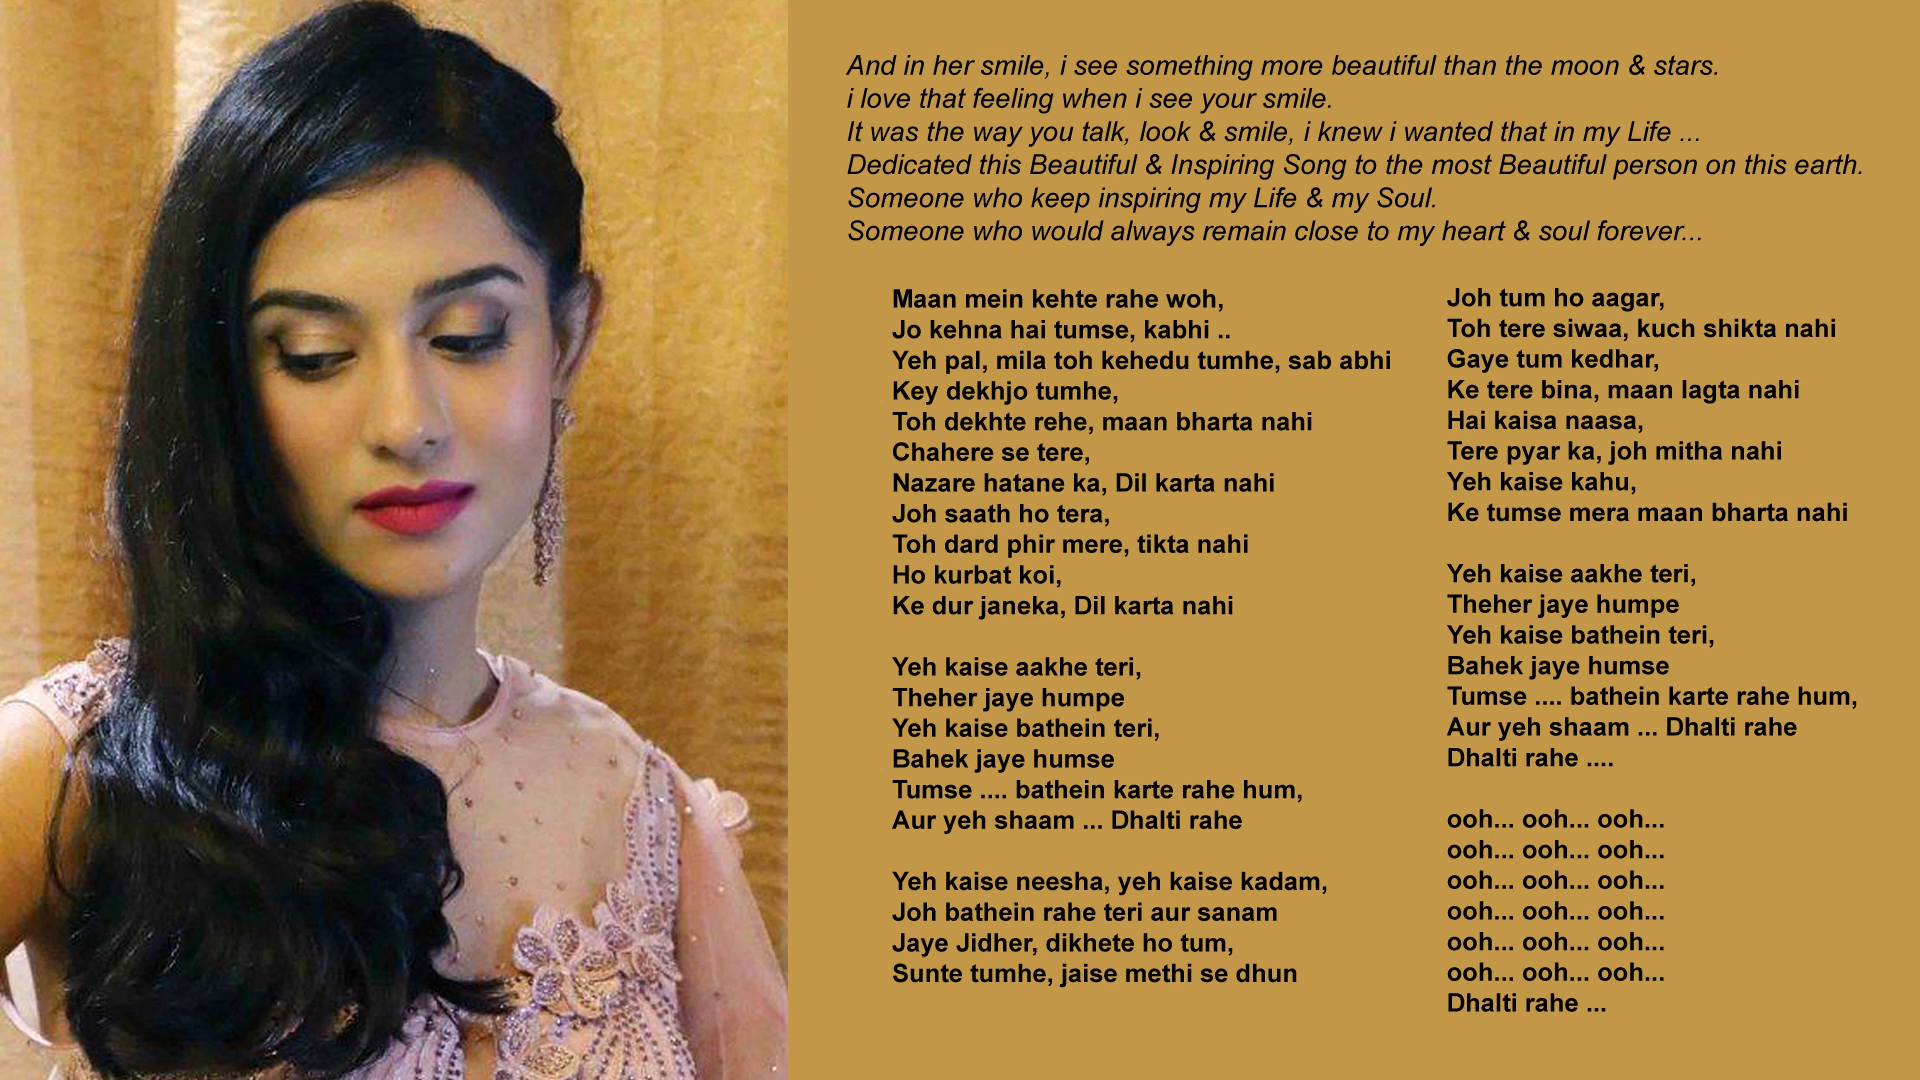 And in her smile, i see something more beautiful than the moon & stars.
i love that feeling when i see your smile.
It was the way you talk, look & smile, i knew i wanted that in my Life ...
Dedicated this Beautiful & Inspiring Song to the most Beautiful person on this earth.
Someone who keep inspiring my Life & my Soul.
Someone who would always remain close to my heart & soul forever...
Maan mein kehte rahe woh,
Jo kehna hai tumse, kabhi ..
Yeh pal, mila toh kehedu tumhe, sab abhi
Key dekhjo tumhe,
Toh dekhte rehe, maan bharta nahi
Chahere se tere,
Nazare hatane ka, Dil karta nahi
Joh saath ho tera,
Toh dard phir mere, tikta nahi
Ho kurbat koi,
Ke dur janeka, Dil karta nahi
Yeh kaise aakhe teri,
Theher jaye humpe
Yeh kaise bathein teri,
Bahek jaye humse
Tumse .... bathein karte rahe hum,
Aur yeh shaam ... Dhalti rahe
Yeh kaise neesha, yeh kaise kadam,
Joh bathein rahe teri aur sanam
Jaye Jidher, dikhete ho tum,
Sunte tumhe, jaise methi se dhun
Joh tum ho aagar,
Toh tere siwaa, kuch shikta nahi
Gaye tum kedhar,
Ke tere bina, maan lagta nahi
Hai kaisa naasa,
Tere pyar ka, joh mitha nahi
Yeh kaise kahu,
Ke tumse mera maan bharta nahi
Yeh kaise aakhe teri,
Theher jaye humpe
Yeh kaise bathein teri,
Bahek jaye humse
Tumse .... bathein karte rahe hum,
Aur yeh shaam ... Dhalti rahe
Dhalti rahe ....
ooh... ooh... ooh...
ooh... ooh... ooh...
ooh... ooh... ooh...
ooh... ooh... ooh...
ooh... ooh... ooh...
ooh... ooh... ooh...
Dhalti rahe ...